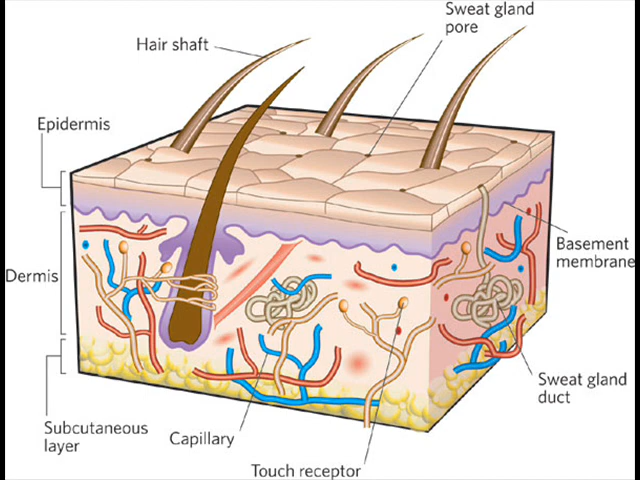 Sweat gland
pore
Hair shaft
Epidermis
Basement
membrane
Dermis
Sweat gland
duct
Subcutaneous
layer
Capillary
Touch receptor